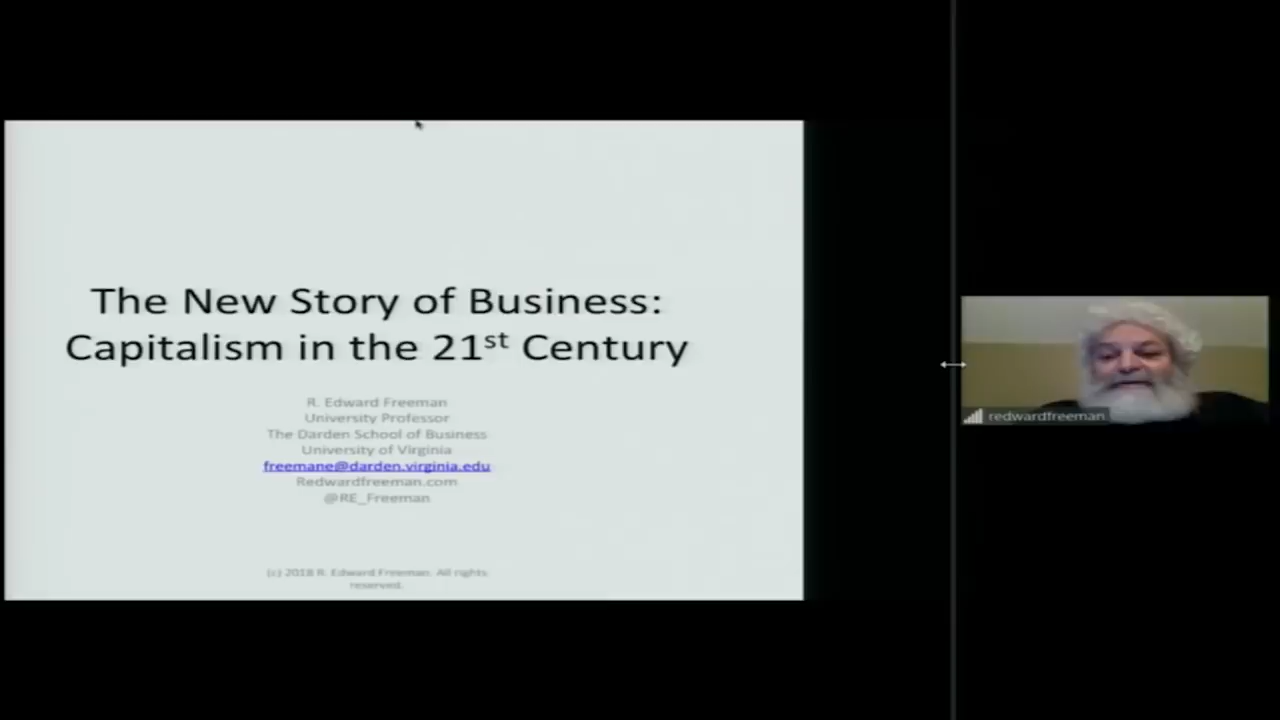 The New Story of Business:
Capitalism in the 21st Century
R. Edward Freeman
University Professor
The Darden School of Business
University of Virginia
freemane@darden.virginia.edu
Redwardfreeman.com
@RE_Freeman
(c) 2018 R. Edward Freeman. All rights
reserved.
redwardfreeman